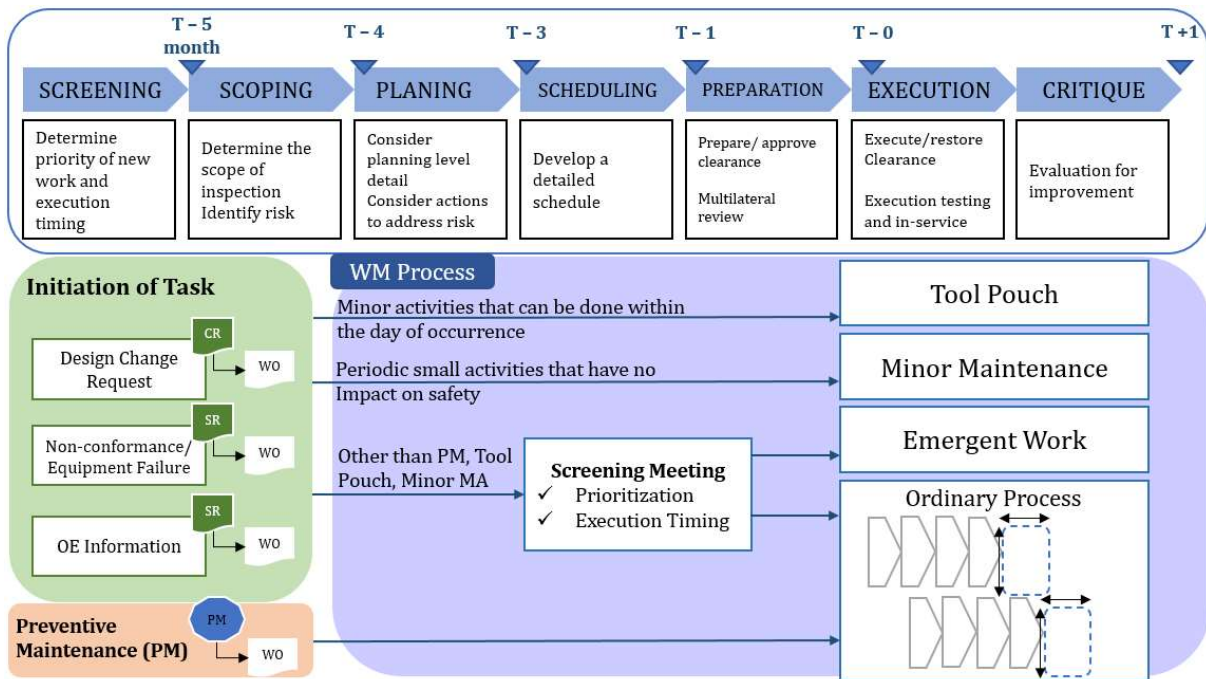 T – 5
month
T – 4
T – 3
T – 1
T – 0
T +1
SCREENING
SCOPING
PLANING
SCHEDULING
PREPARATION
EXECUTION
CRITIQUE
Determine
priority of new
work and
execution
timing
Determine the
scope of
inspection
Identify risk
Consider
planning level
detail
Consider actions
to address risk
Develop a
detailed
schedule
Prepare/ approve
clearance
Multilateral
review
Execute/restore
Clearance
Execution testing
and in-service
Evaluation for
improvement
Initiation of Task
CR
Design Change
Request
WO
SR
Non-conformance/
Equipment Failure
WO
SR
OE Information
WO
Preventive
Maintenance (PM)
PM
WO
WM Process
Minor activities that can be done within
the day of occurrence
Periodic small activities that have no
Impact on safety
Other than PM, Tool
Pouch, Minor MA
Screening Meeting
✓ Prioritization
✓ Execution Timing
Tool Pouch
Minor Maintenance
Emergent Work
Ordinary Process